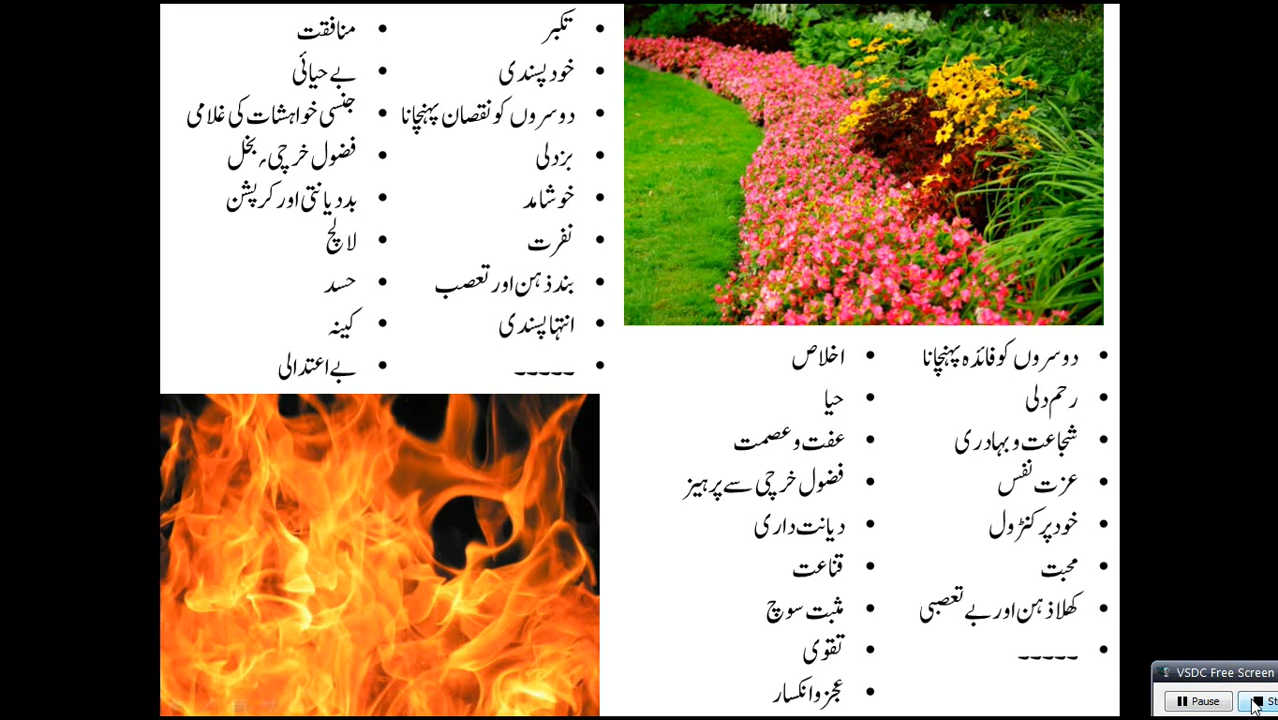 تکبر
خود پسندی
دوسروں کو نقصان پہنچانا
بزدلی
خوشامد
نفرت
بند ذہن اور تعصب
انتہا پسندی
-----
منافقت
بے حیائی
جنسی خواہشات کی غلامی
فضول خرچی، بخل
بددیانتی اور کرپشن
لالچ
حسد
کینہ
بے اعتدالی
دوسروں کو فائدہ پہنچانا
رحم دلی
شجاعت و بہادری
عزت نفس
خود پر کنٹرول
محبت
کھلا ذہن اور بے تعصبی
-----
اخلاص
حیا
عفت و عصمت
فضول خرچی سے پرہیز
دیانت داری
قناعت
مثبت سوچ
تقوی
عجز و انکسار
VSDC Free Screen
Pause
St